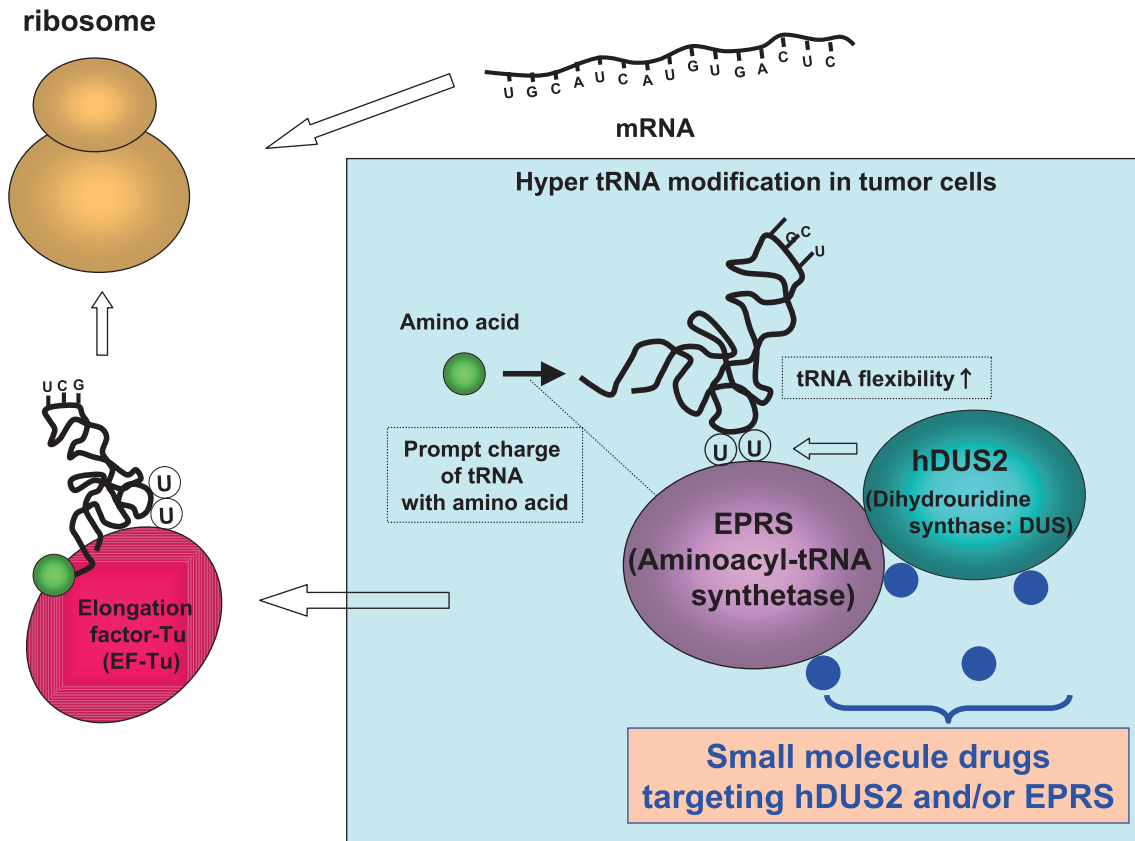 ribosome
U G C A U C A U G U G A C U C
mRNA
Hyper tRNA modification in tumor cells
G C U
Amino acid
tRNA flexibility ↑
U C G
Prompt charge
of tRNA
with amino acid
U U
hDUS2
(Dihydrouridine
synthase: DUS)
U
U
EPRS
(Aminoacyl-tRNA
synthetase)
Elongation
factor-Tu
(EF-Tu)
Small molecule drugs
targeting hDUS2 and/or EPRS